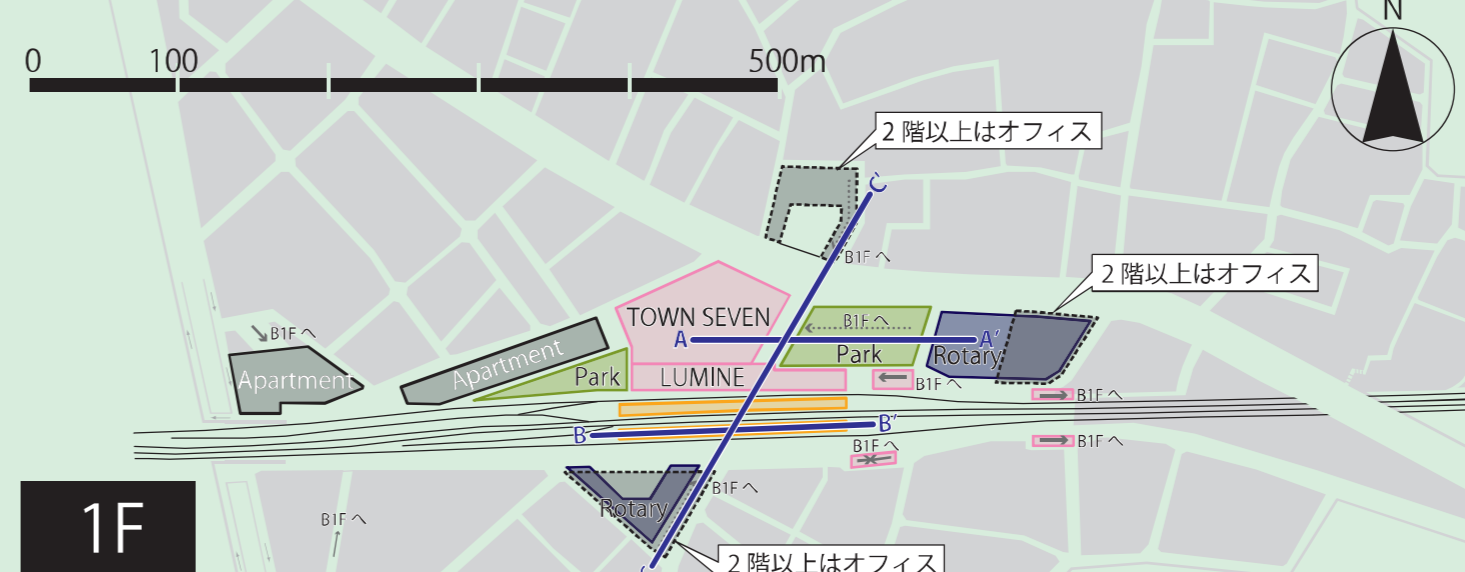 N
0 100 500m
2 階以上はオフィス
C'
B1F へ
2 階以上はオフィス
TOWN SEVEN
A A'
B1F へ
Park
Rotary
B1F へ
Apartment
Apartment
Park
LUMINE
B1F へ
B1F へ
B B'
B1F へ
B1F へ
B1F へ
Rotary
1F
B1F へ
2 階以上はオフィス